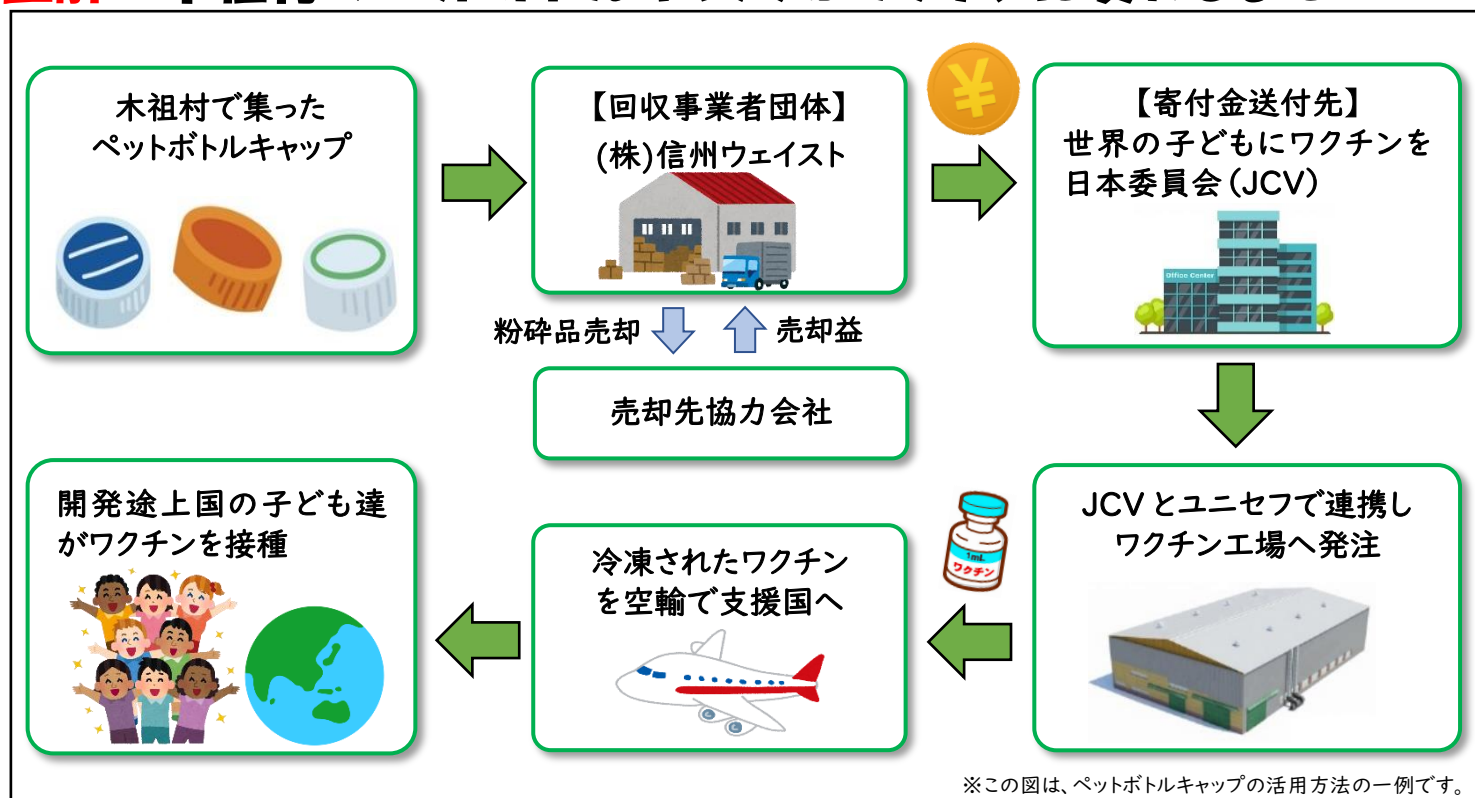 木祖村で集った
ペットボトルキャップ
【回収事業者団体】
(株)信州ウェイスト
【寄付金送付先】
世界の子どもにワクチンを
日本委員会(JCV)
Office Center
粉砕品売却
売却益
売却先協力会社
JCVとユニセフで連携し
ワクチン工場へ発注
1mL
ワクチン
冷凍されたワクチン
を空輸で支援国へ
開発途上国の子ども達
がワクチンを接種
※この図は、ペットボトルキャップの活用方法の一例です。